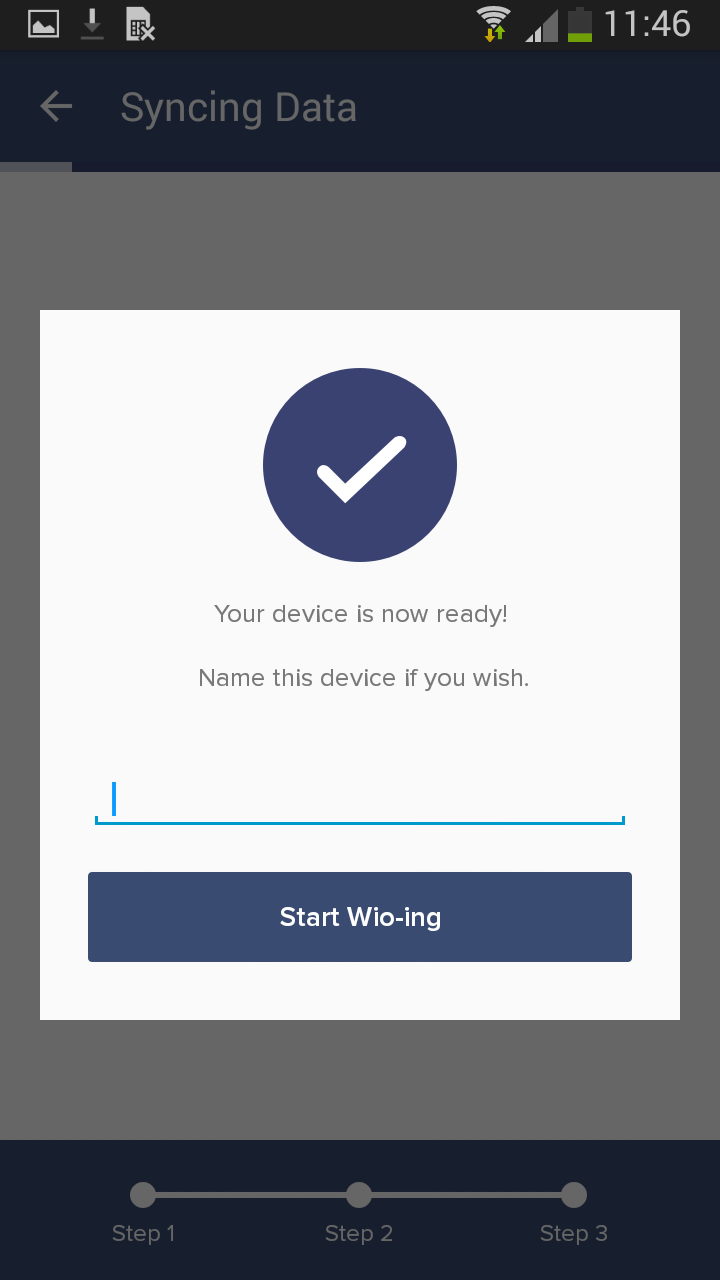 11:46
Syncing Data
Your device is now ready!
Name this device if you wish.
Start Wio-ing
Step 1 Step 2 Step 3